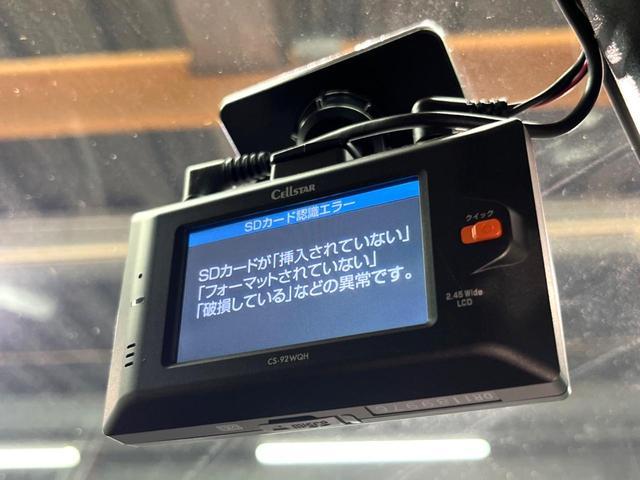 CELLSTAR
SDカード認識エラー
SDカードが「挿入されていない」
「フォーマットされていない」
「破損している」などの異常です。
クイック
2.45 Wide
LCD
CS-92WQH